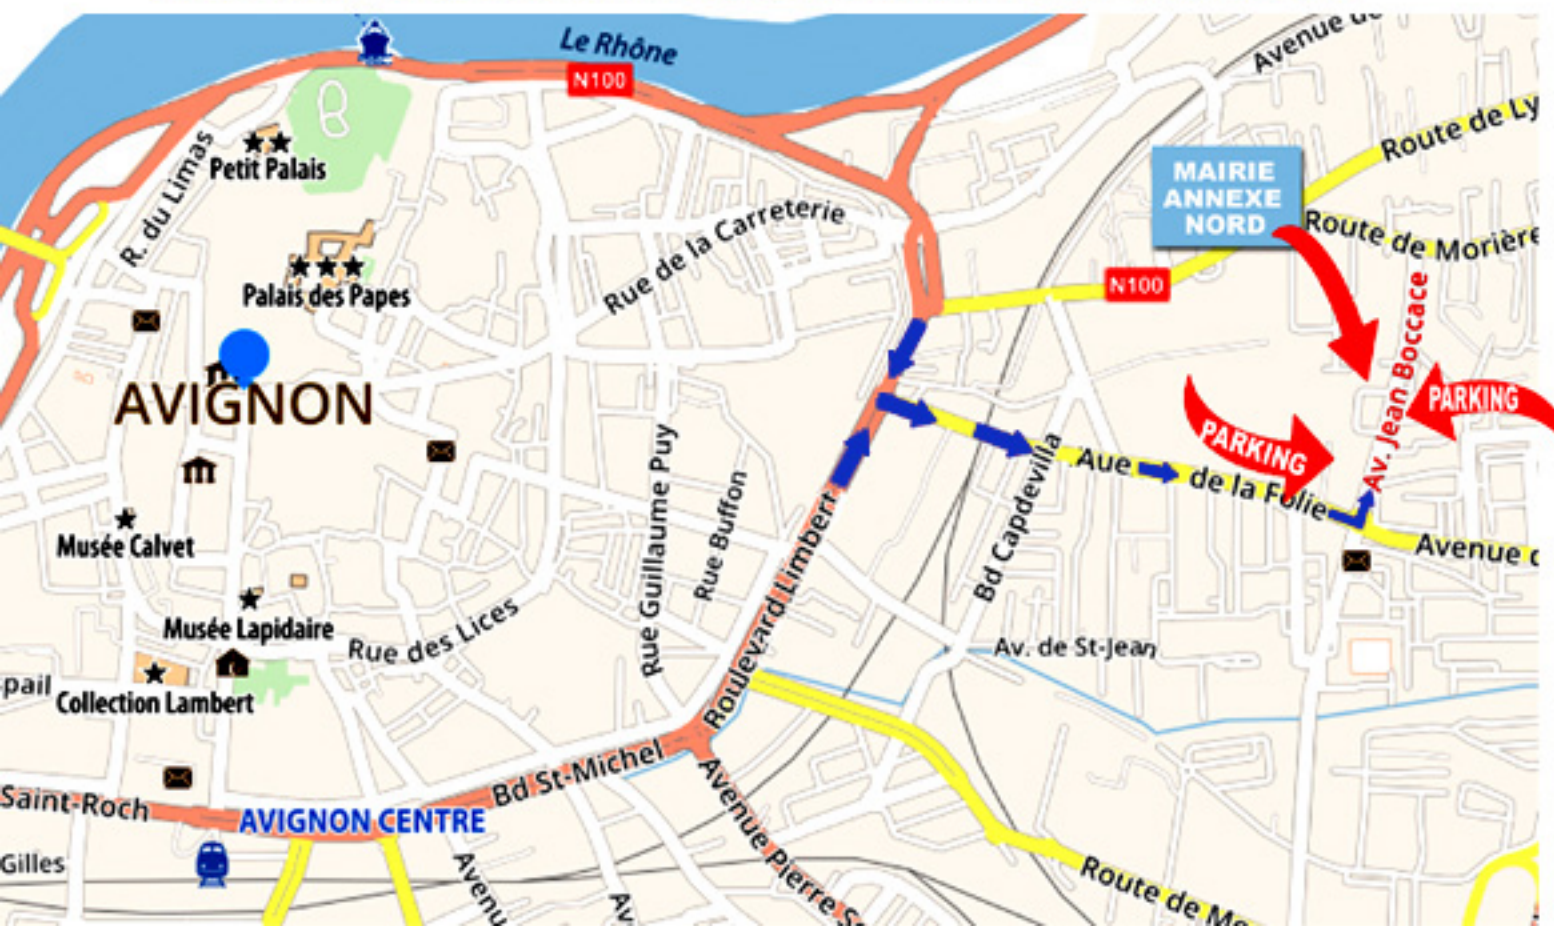 Le Rhône
N100
Avenue de
Route de Ly
Petit Palais
R. du Limas
MAIRIE
ANNEXE
NORD
Rue de la Carreterie
Route de Morière
Palais des Papes
N100
Av. Jean Boccace
AVIGNON
PARKING
PARKING
Rue Guillaume Puy
Rue Buffon
Bd Capdevilla
Aue de la Folie
Avenue d
Musée Calvet
Boulevard Limbert
Musée Lapidaire
Rue des Lices
Av. de St-Jean
pail
Collection Lambert
Bd St-Michel
Saint-Roch
AVIGNON CENTRE
Avenue Pierre S
Gilles
Avenu
Av
Route de Mo